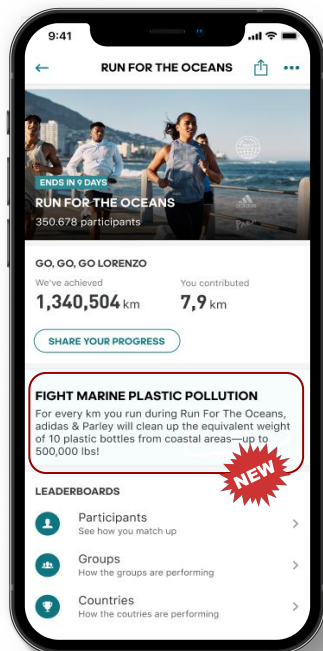 9:41
RUN FOR THE OCEANS
ENDS IN 9 DAYS
RUN FOR THE OCEANS
350.678 participants
adidas
PARLEY
GO, GO, GO LORENZO
We've achieved You contributed
1,340,504 km 7,9 km
SHARE YOUR PROGRESS
FIGHT MARINE PLASTIC POLLUTION
For every km you run during Run For The Oceans,
adidas & Parley will clean up the equivalent weight
of 10 plastic bottles from coastal areas—up to
500,000 lbs!
NEW
LEADERBOARDS
Participants
See how you match up
Groups
How the groups are performing
Countries
How the coutries are performing